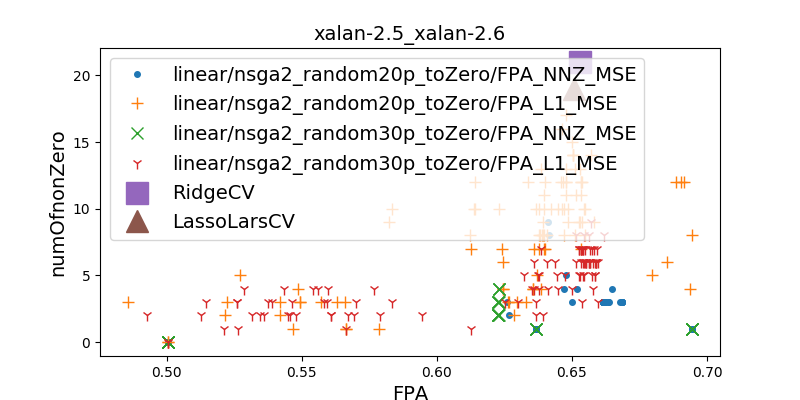 xalan-2.5_xalan-2.6
linear/nsga2_random20p_toZero/FPA_NNZ_MSE
linear/nsga2_random20p_toZero/FPA_L1_MSE
linear/nsga2_random30p_toZero/FPA_NNZ_MSE
linear/nsga2_random30p_toZero/FPA_L1_MSE
RidgeCV
LassoLarsCV
numOfnonZero
20
15
10
5
0
0.50
0.55
0.60
0.65
0.70
FPA